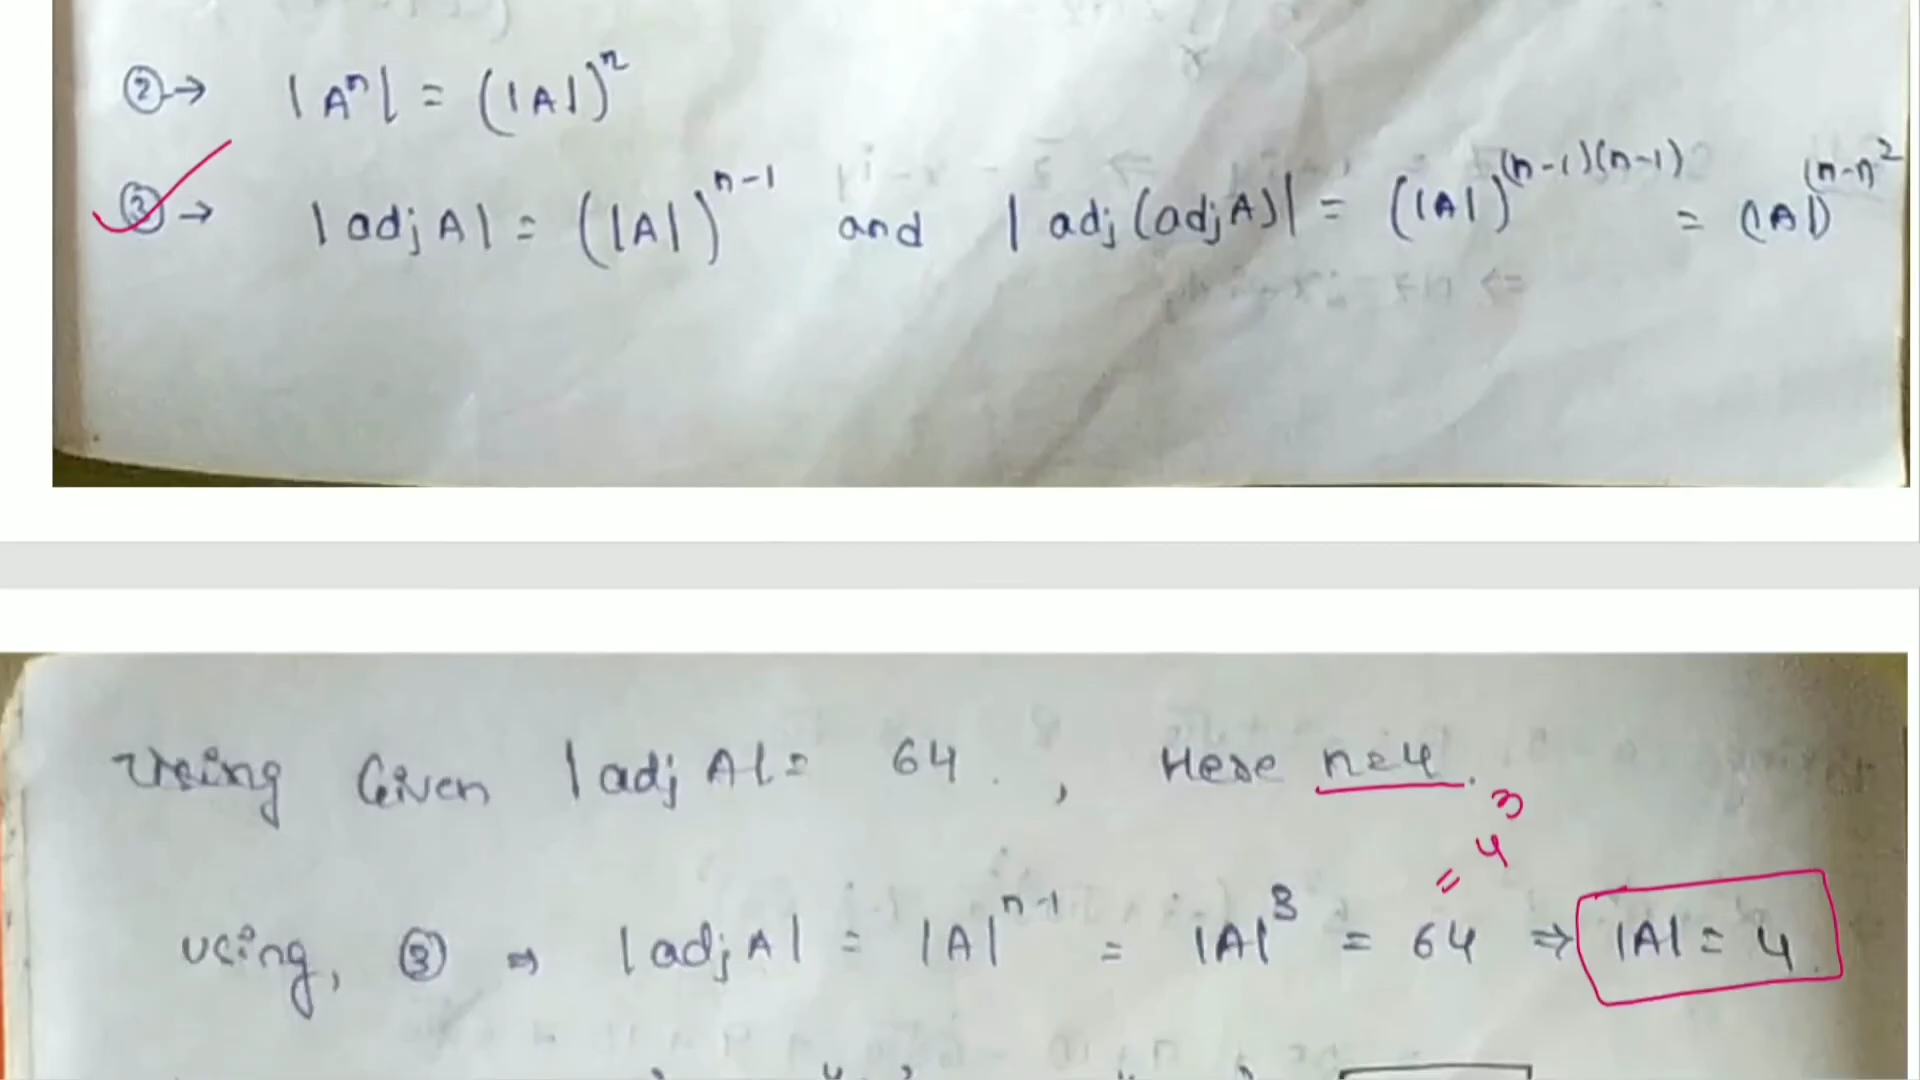 ② → |Aⁿ| = (|A|)ⁿ
③ → |adj A| = (|A|)ⁿ⁻¹ and |adj(adj A)| = (|A|)⁽ⁿ⁻¹⁾⁽ⁿ⁻¹⁾ = (|A|)⁽ⁿ⁻¹⁾²
Using Given |adj A| = 64 . , Here n=4.
= 4³
using, ③ ⇒ |adj A| = |A|ⁿ⁻¹ = |A|³ = 64 ⇒ |A| = 4